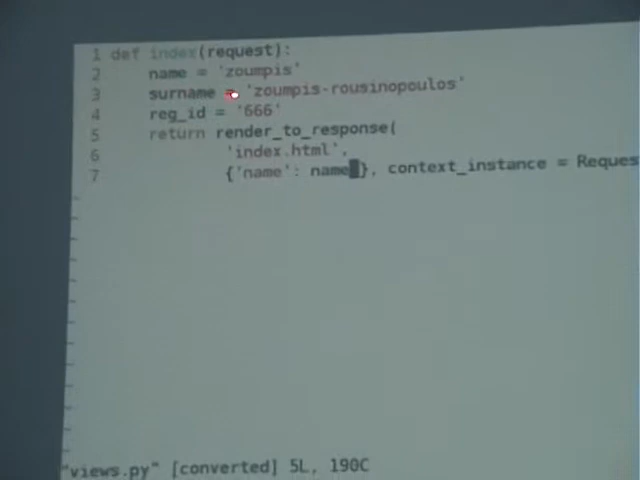 1 def index(request):
2 name = 'zoumpis'
3 surname = 'zoumpis-rousinopoulos'
4 reg_id = '666'
5 return render_to_response(
6 'index.html',
7 {'name': name}, context_instance = Reques
"views.py" [converted] 5L, 190C